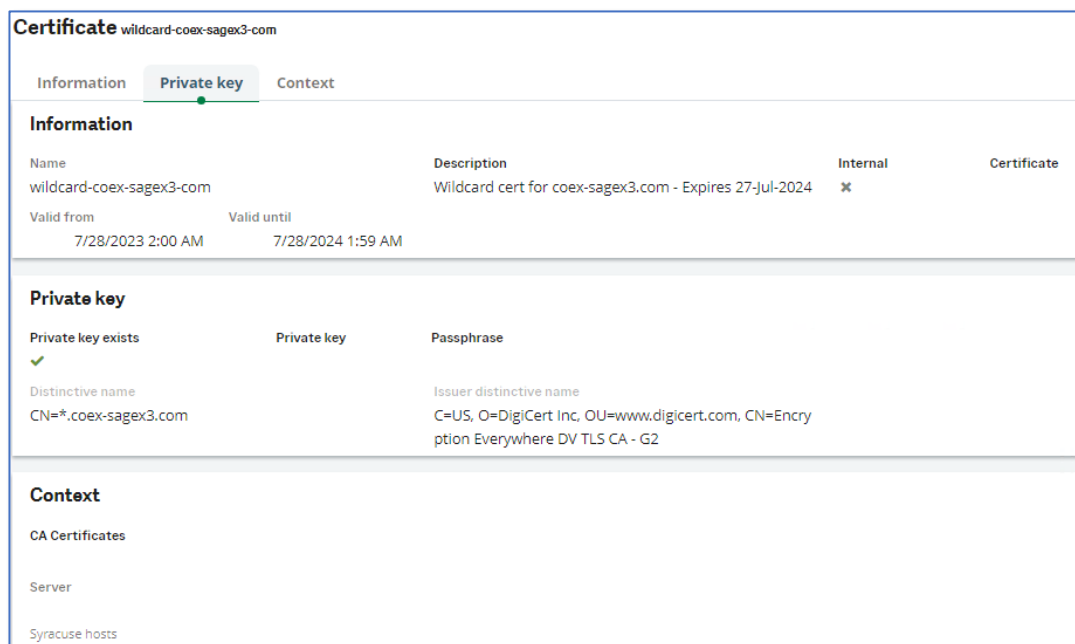 Certificate wildcard-coex-sagex3-com
Information Private key Context
Information
Name Description Internal Certificate
wildcard-coex-sagex3-com Wildcard cert for coex-sagex3.com - Expires 27-Jul-2024
Valid from Valid until
7/28/2023 2:00 AM 7/28/2024 1:59 AM
Private key
Private key exists Private key Passphrase
Distinctive name Issuer distinctive name
CN=*.coex-sagex3.com C=US, O=DigiCert Inc, OU=www.digicert.com, CN=Encry
ption Everywhere DV TLS CA - G2
Context
CA Certificates
Server
Syracuse hosts